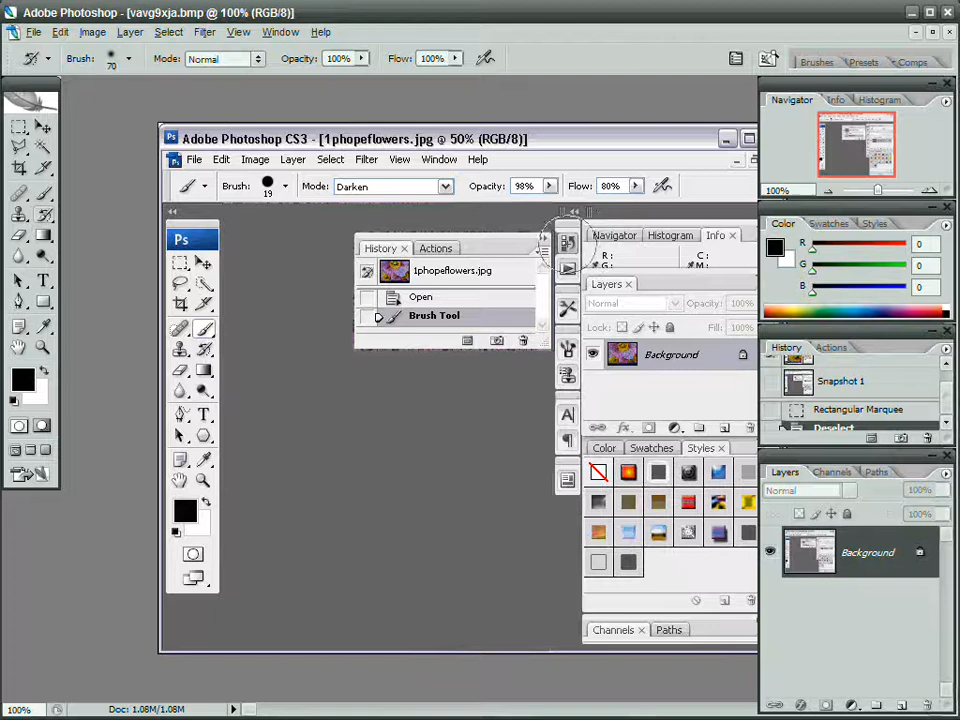 Adobe Photoshop - [vavg9xja.bmp @ 100% (RGB/8)]
File Edit Image Layer Select Filter View Window Help
Brush: 70 Mode: Normal Opacity: 100% Flow: 100% Brushes Presets Comps
Navigator Info Histogram
100%
Color Swatches Styles
R 0
G 0
B 0
History Actions
Snapshot 1
Rectangular Marquee
Deselect
Layers Channels Paths
Normal 100%
100%
Background
Adobe Photoshop CS3 - [1phopeflowers.jpg @ 50% (RGB/8)]
File Edit Image Layer Select Filter View Window Help
Brush: 19 Mode: Darken Opacity: 98% Flow: 80%
Ps
History Actions
1phopeflowers.jpg
Open
Brush Tool
Navigator Histogram Info
R : C :
G : M :
Layers
Normal Opacity: 100%
Lock: Fill: 100%
Background
Color Swatches Styles
Channels Paths
100% Doc: 1.08M/1.08M